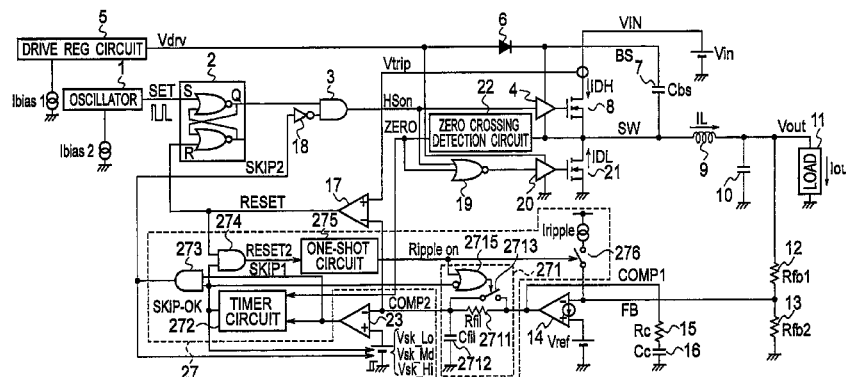 5
DRIVE REG CIRCUIT
Vdrv
6
VIN
BS
Vin
1
2
Vtrip
7
Cbs
Ibias 1
OSCILLATOR
SET
S
Q
R
3
HSon
22
4
IDH
8
ZERO
ZERO CROSSING DETECTION CIRCUIT
SW
IL
9
Vout
11
LOAD
Iout
Ibias 2
18
SKIP2
19
20
IDL
21
10
RESET
17
275
274
273
RESET2
ONE-SHOT CIRCUIT
Ripple on
2715
2713
271
Iripple
276
12
Rfb1
SKIP1
COMP1
FB
13
Rfb2
SKIP-OK
TIMER CIRCUIT
272
COMP2
23
Rfil
2711
Cfil
2712
14
Vref
Rc
15
Cc
16
27
Vsk_Lo
Vsk_Md
Vsk_Hi